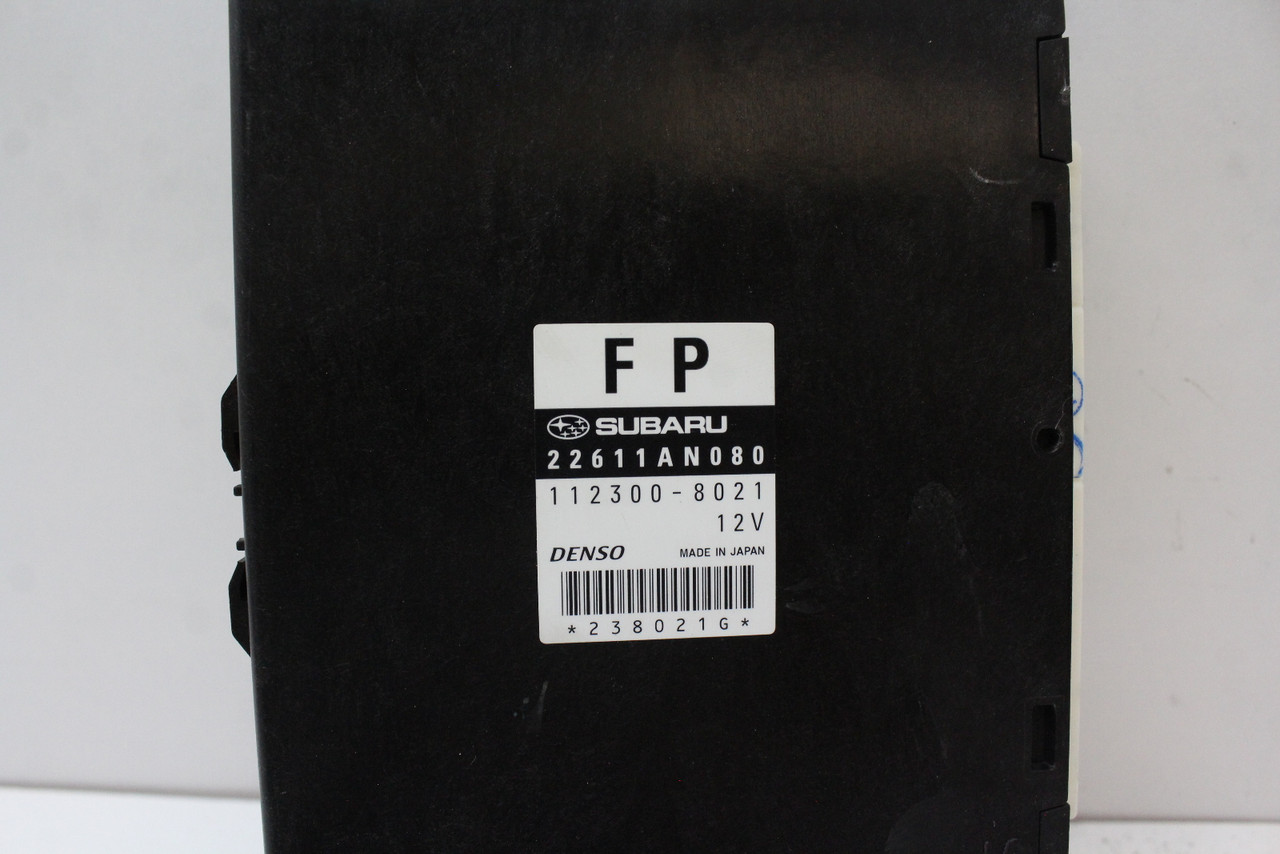 F P
SUBARU
22611AN080
112300-8021
12V
DENSO MADE IN JAPAN
*238021G*